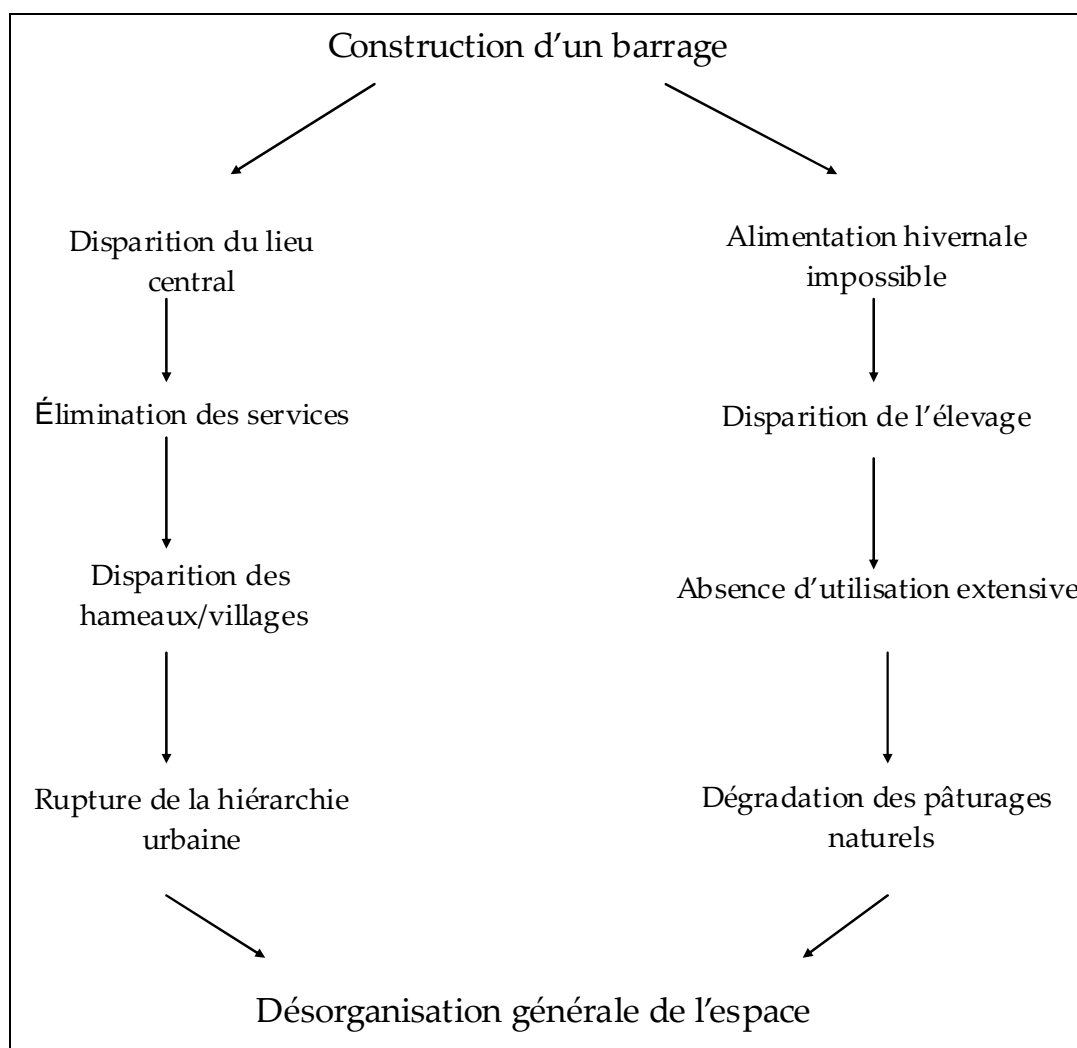 Construction d’un barrage
Disparition du lieu
central
Alimentation hivernale
impossible
Élimination des services
Disparition de l’élevage
Disparition des
hameaux/villages
Absence d’utilisation extensive
Rupture de la hiérarchie
urbaine
Dégradation des pâturages
naturels
Désorganisation générale de l’espace